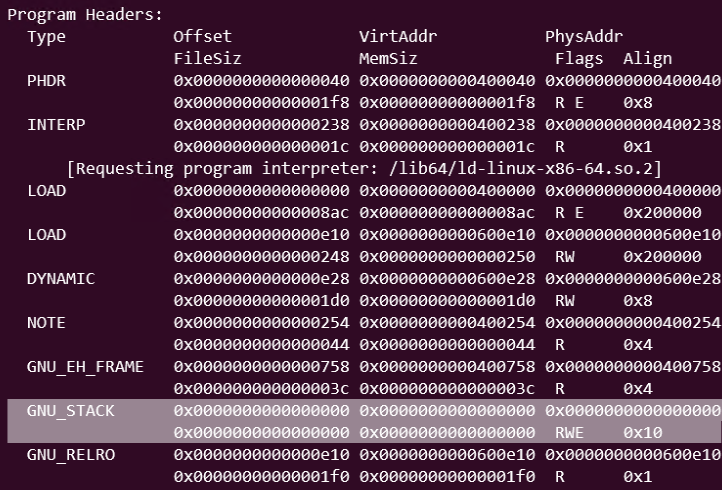 Program Headers:
  Type           Offset             VirtAddr           PhysAddr
                 FileSiz            MemSiz              Flags  Align
  PHDR           0x0000000000000040 0x0000000000400040 0x0000000000400040
                 0x00000000000001f8 0x00000000000001f8  R E    0x8
  INTERP         0x0000000000000238 0x0000000000400238 0x0000000000400238
                 0x000000000000001c 0x000000000000001c  R      0x1
      [Requesting program interpreter: /lib64/ld-linux-x86-64.so.2]
  LOAD           0x0000000000000000 0x0000000000400000 0x0000000000400000
                 0x00000000000008ac 0x00000000000008ac  R E    0x200000
  LOAD           0x0000000000000e10 0x0000000000600e10 0x0000000000600e10
                 0x0000000000000248 0x0000000000000250  RW     0x200000
  DYNAMIC        0x0000000000000e28 0x0000000000600e28 0x0000000000600e28
                 0x00000000000001d0 0x00000000000001d0  RW     0x8
  NOTE           0x0000000000000254 0x0000000000400254 0x0000000000400254
                 0x0000000000000044 0x0000000000000044  R      0x4
  GNU_EH_FRAME   0x0000000000000758 0x0000000000400758 0x0000000000400758
                 0x000000000000003c 0x000000000000003c  R      0x4
  GNU_STACK      0x0000000000000000 0x0000000000000000 0x0000000000000000
                 0x0000000000000000 0x0000000000000000  RWE    0x10
  GNU_RELRO      0x0000000000000e10 0x0000000000600e10 0x0000000000600e10
                 0x00000000000001f0 0x00000000000001f0  R      0x1